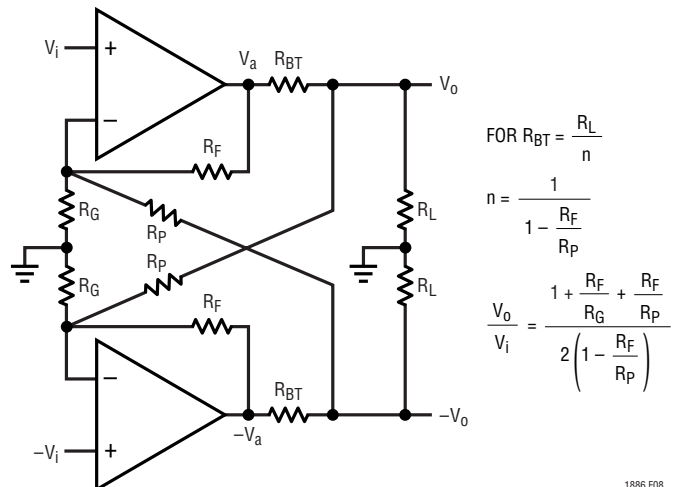 Vi
+
−
Va
RBT
Vo
RF
RG
RP
RP
RG
RF
RL
RL
−
+
−Vi
RBT
−Va
−Vo
FOR RBT = RL / n
n = 1 / (1 − RF / RP)
Vo / Vi = (1 + RF / RG + RF / RP) / (2(1 − RF / RP))
1886 F08